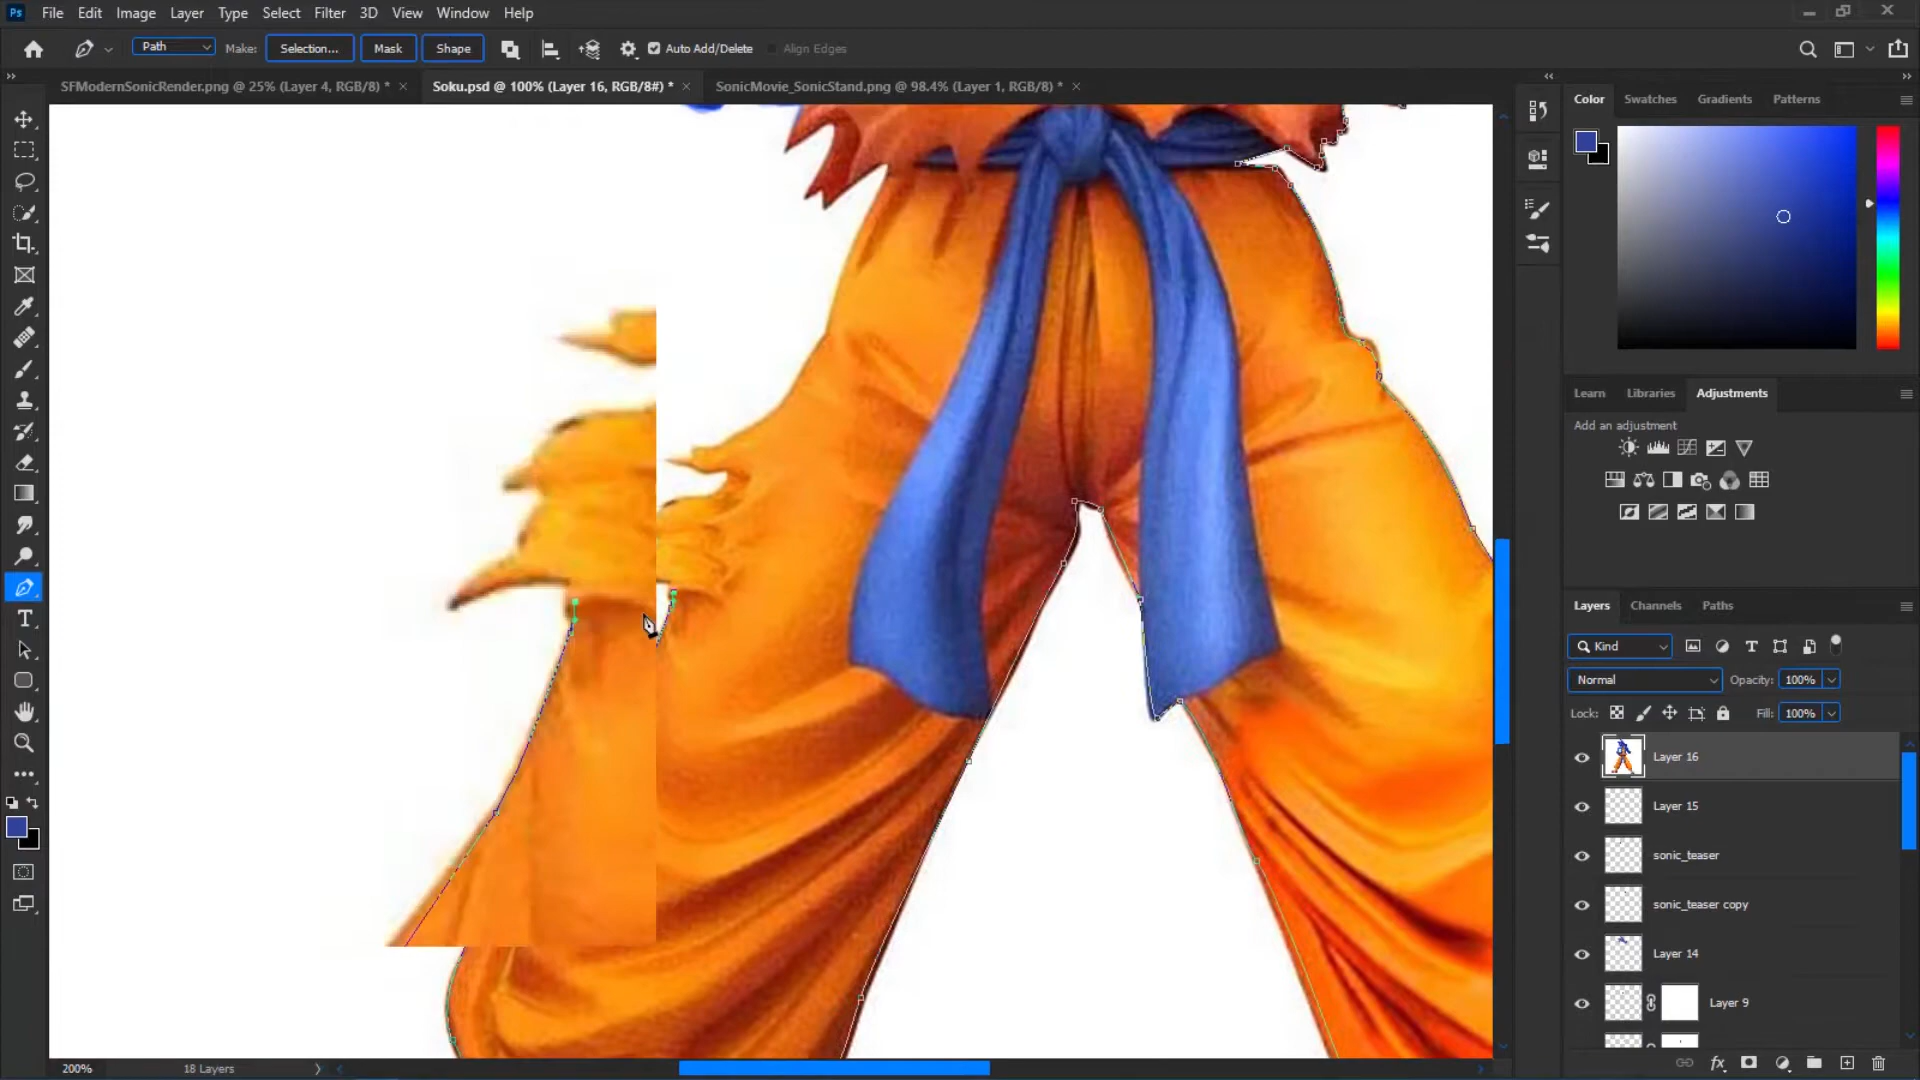 Ps File Edit Image Layer Type Select Filter 3D View Window Help
Path Make: Selection... Mask Shape Auto Add/Delete Align Edges
SFModernSonicRender.png @ 25% (Layer 4, RGB/8) * × Soku.psd @ 100% (Layer 16, RGB/8#) * × SonicMovie_SonicStand.png @ 98.4% (Layer 1, RGB/8) * ×
Color Swatches Gradients Patterns
Learn Libraries Adjustments
Add an adjustment
Layers Channels Paths
Kind
Normal Opacity: 100%
Lock: Fill: 100%
Layer 16
Layer 15
sonic_teaser
sonic_teaser copy
Layer 14
Layer 9
200% 18 Layers